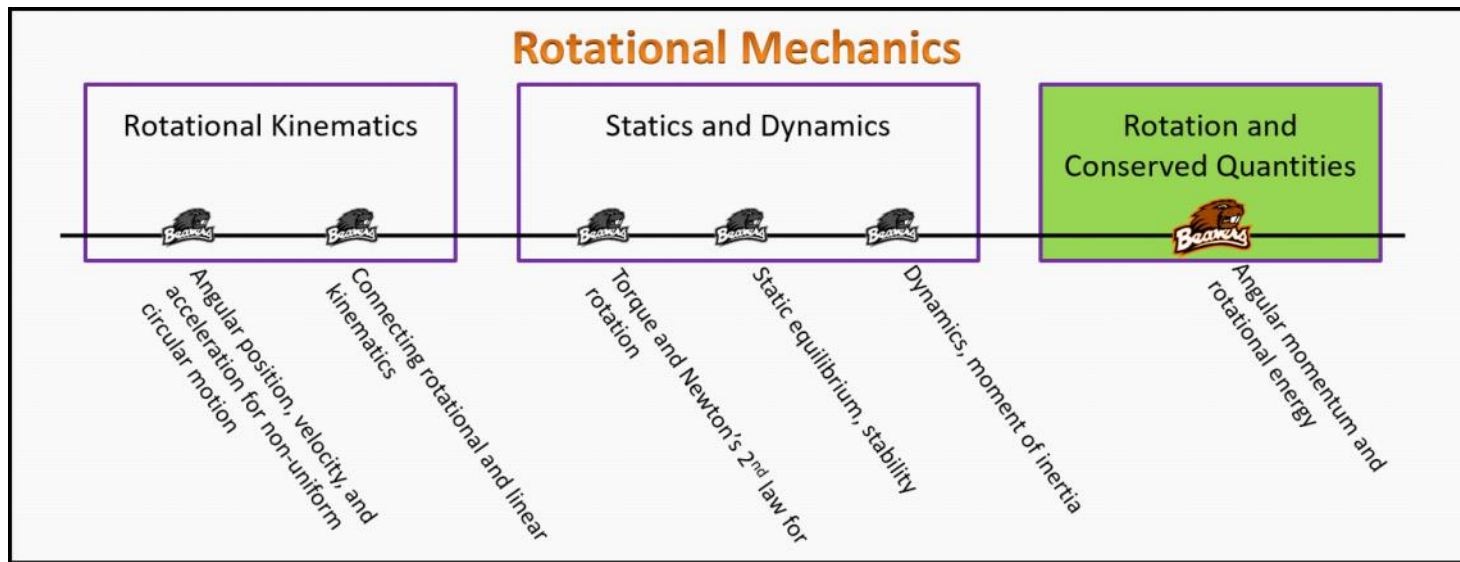 Rotational Mechanics
Rotational Kinematics
Statics and Dynamics
Rotation and
Conserved Quantities
Beavers
Beavers
Beavers
Beavers
Beavers
Beavers
Angular position, velocity, and
acceleration for non-uniform
circular motion
Connecting rotational and linear
kinematics
Torque and Newton's 2nd law for
rotation
Static equilibrium, stability
Dynamics, moment of inertia
Angular momentum and
rotational energy